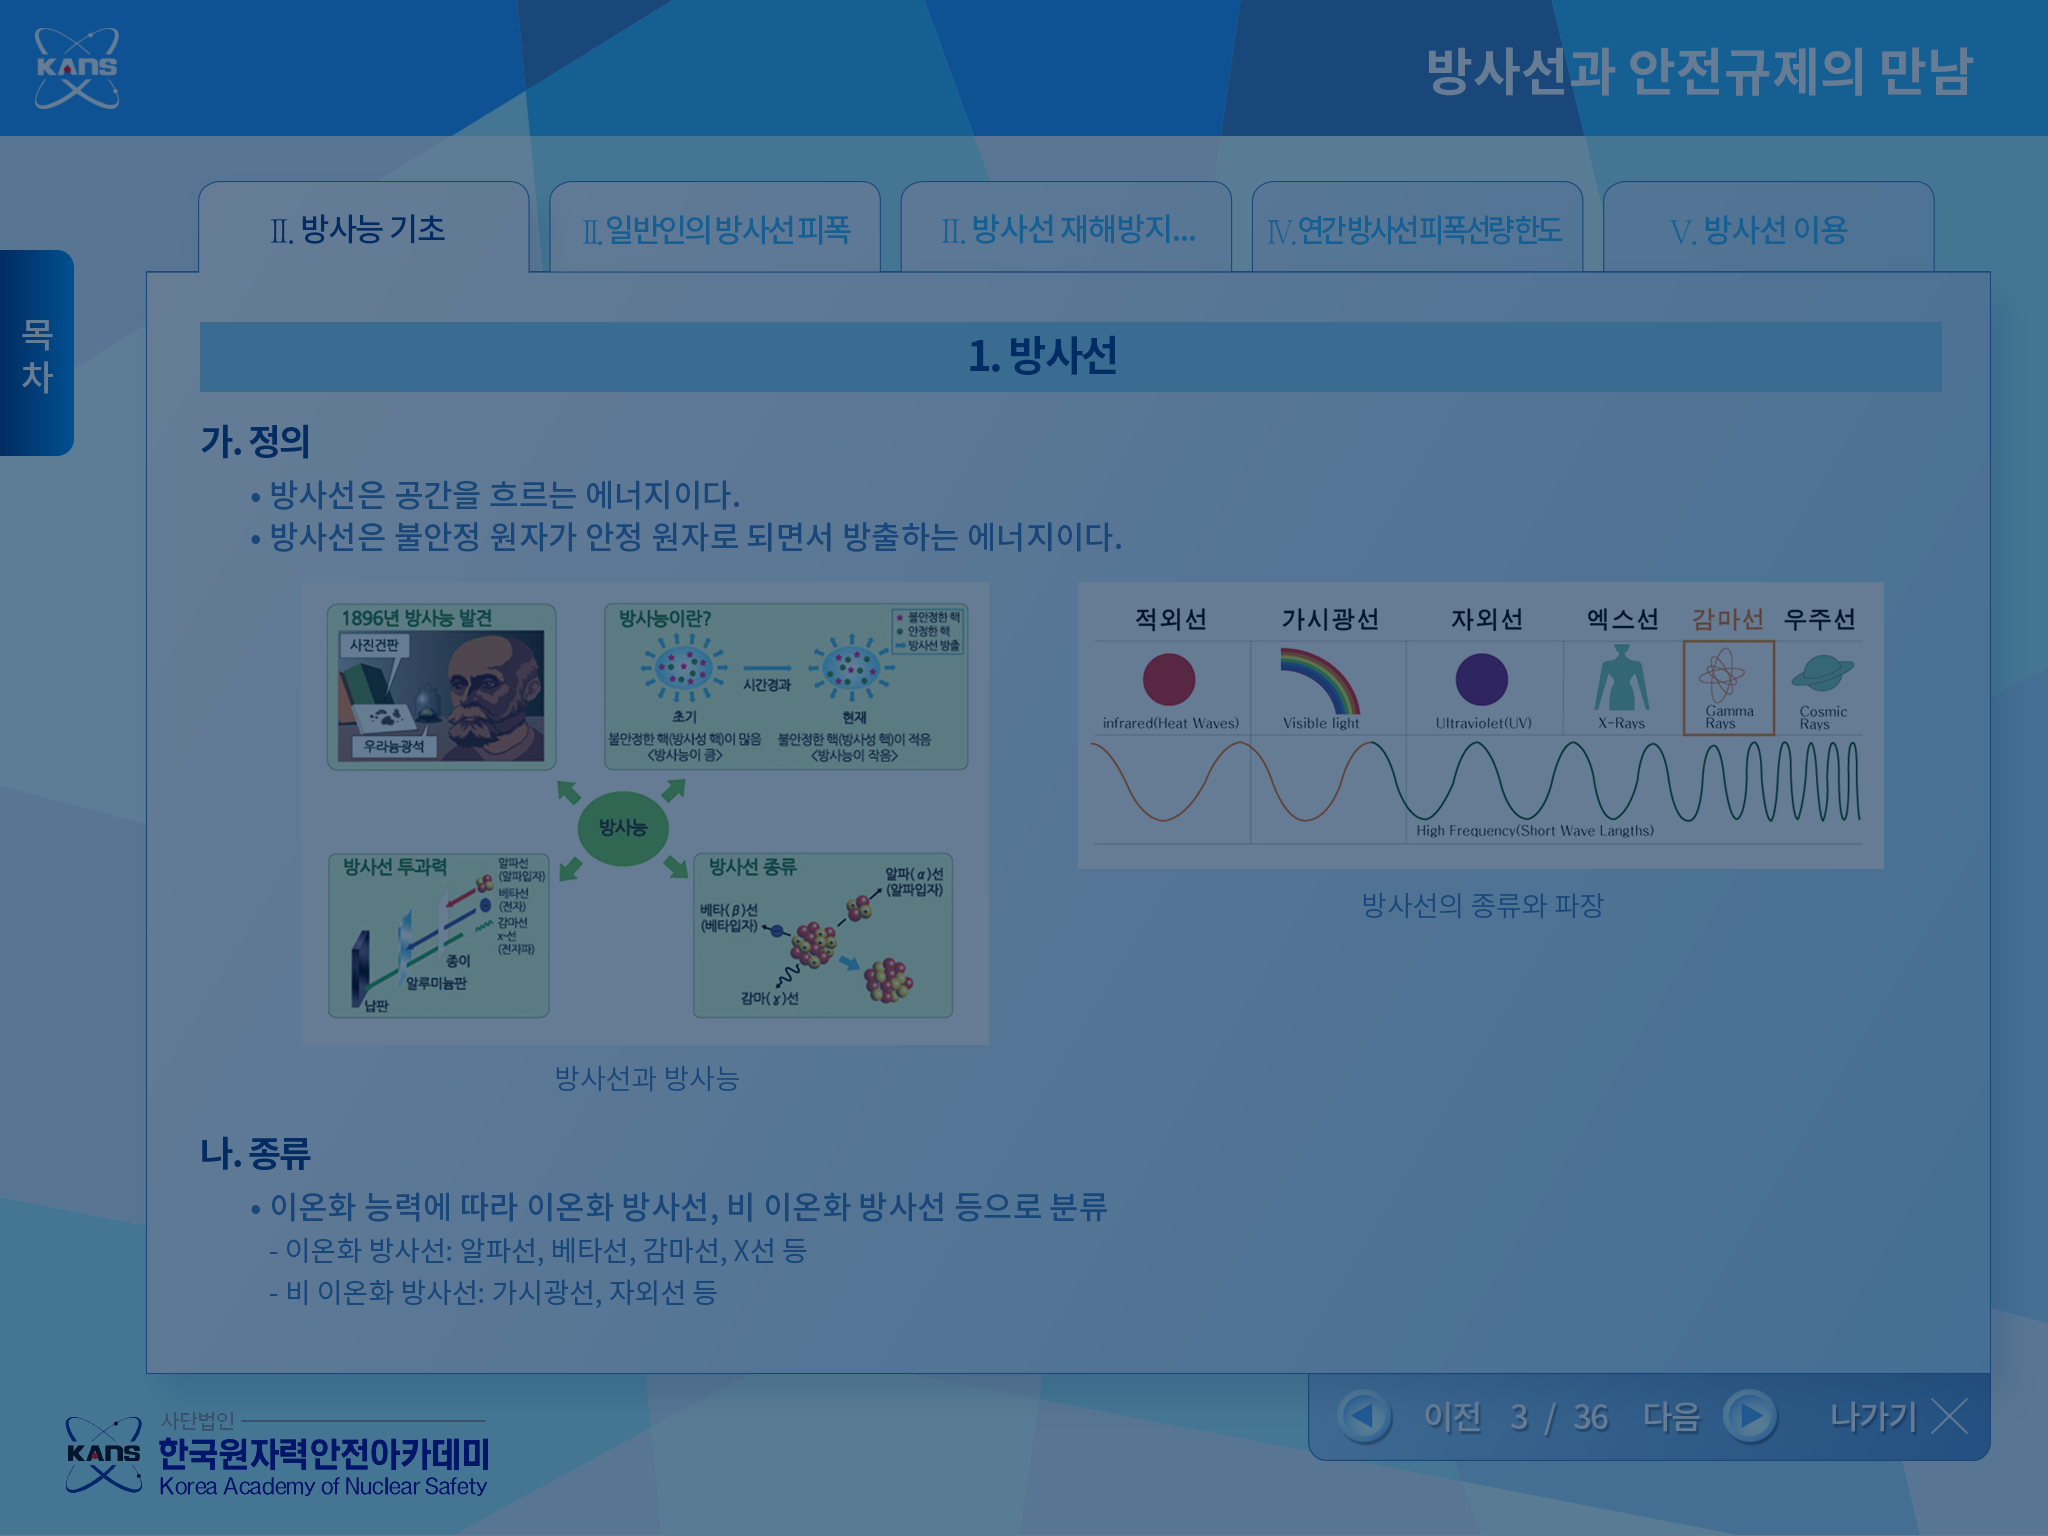 KANS
방사선과 안전규제의 만남
Ⅱ. 방사능 기초
Ⅱ. 일반인의 방사선 피폭
Ⅱ. 방사선 재해방지...
Ⅳ. 연간 방사선 피폭선량 한도
Ⅴ. 방사선 이용
목
차
1. 방사선
가. 정의
• 방사선은 공간을 흐르는 에너지이다.
• 방사선은 불안정 원자가 안정 원자로 되면서 방출하는 에너지이다.
1896년 방사능 발견
사진건판
우라늄광석
방사능이란?
불안정한 핵
안정한 핵
방사선 방출
시간경과
초기
현재
불안정한 핵(방사성 핵)이 많음
<방사능이 큼>
불안정한 핵(방사성 핵)이 적음
<방사능이 작음>
방사능
방사선 투과력
알파선
(알파입자)
베타선
(전자)
감마선
x-선
(전자파)
종이
알루미늄판
납판
방사선 종류
알파(α)선
(알파입자)
베타(β)선
(베타입자)
감마(γ)선
방사선과 방사능
적외선
가시광선
자외선
엑스선
감마선
우주선
infrared(Heat Waves)
Visible light
Ultraviolet(UV)
X-Rays
Gamma
Rays
Cosmic
Rays
High Frequency(Short Wave Langths)
방사선의 종류와 파장
나. 종류
• 이온화 능력에 따라 이온화 방사선, 비 이온화 방사선 등으로 분류
- 이온화 방사선: 알파선, 베타선, 감마선, X선 등
- 비 이온화 방사선: 가시광선, 자외선 등
이전 3 / 36 다음
나가기
KANS
사단법인
한국원자력안전아카데미
Korea Academy of Nuclear Safety